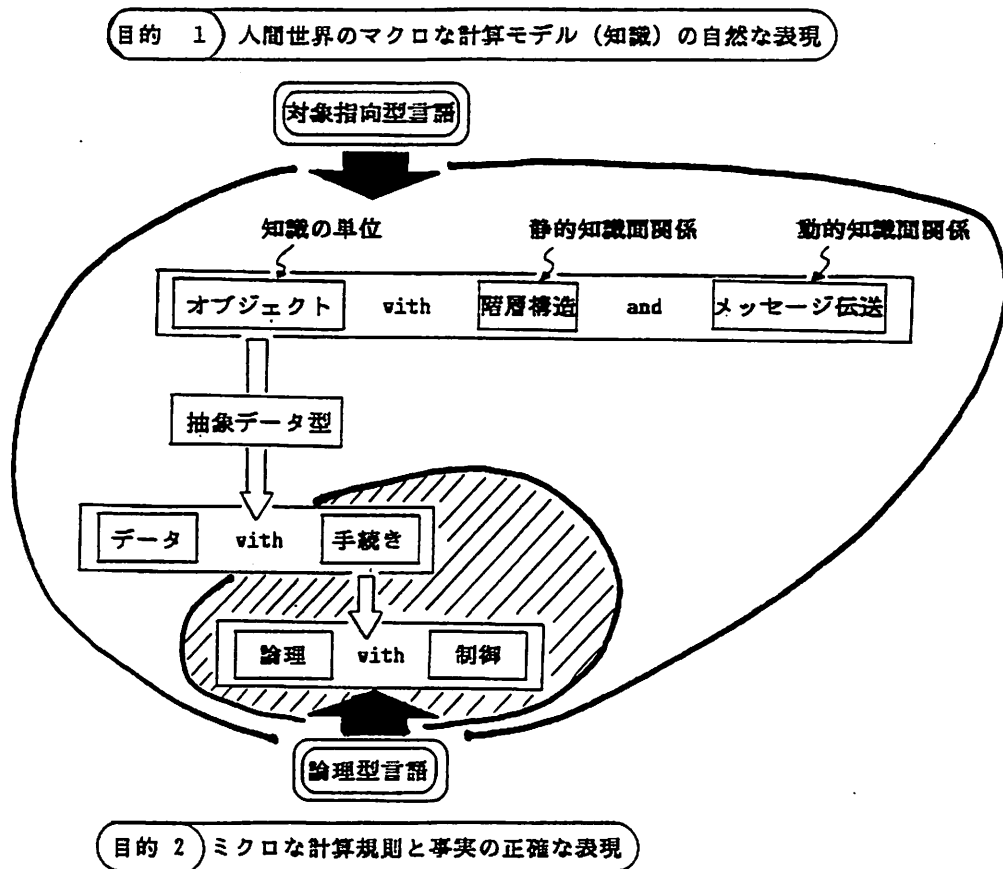 目的 1 人間世界のマクロな計算モデル（知識）の自然な表現
対象指向型言語
知識の単位 静的知識間関係 動的知識間関係
オブジェクト with 階層構造 and メッセージ伝送
抽象データ型
データ with 手続き
論理 with 制御
論理型言語
目的 2 ミクロな計算規則と事実の正確な表現